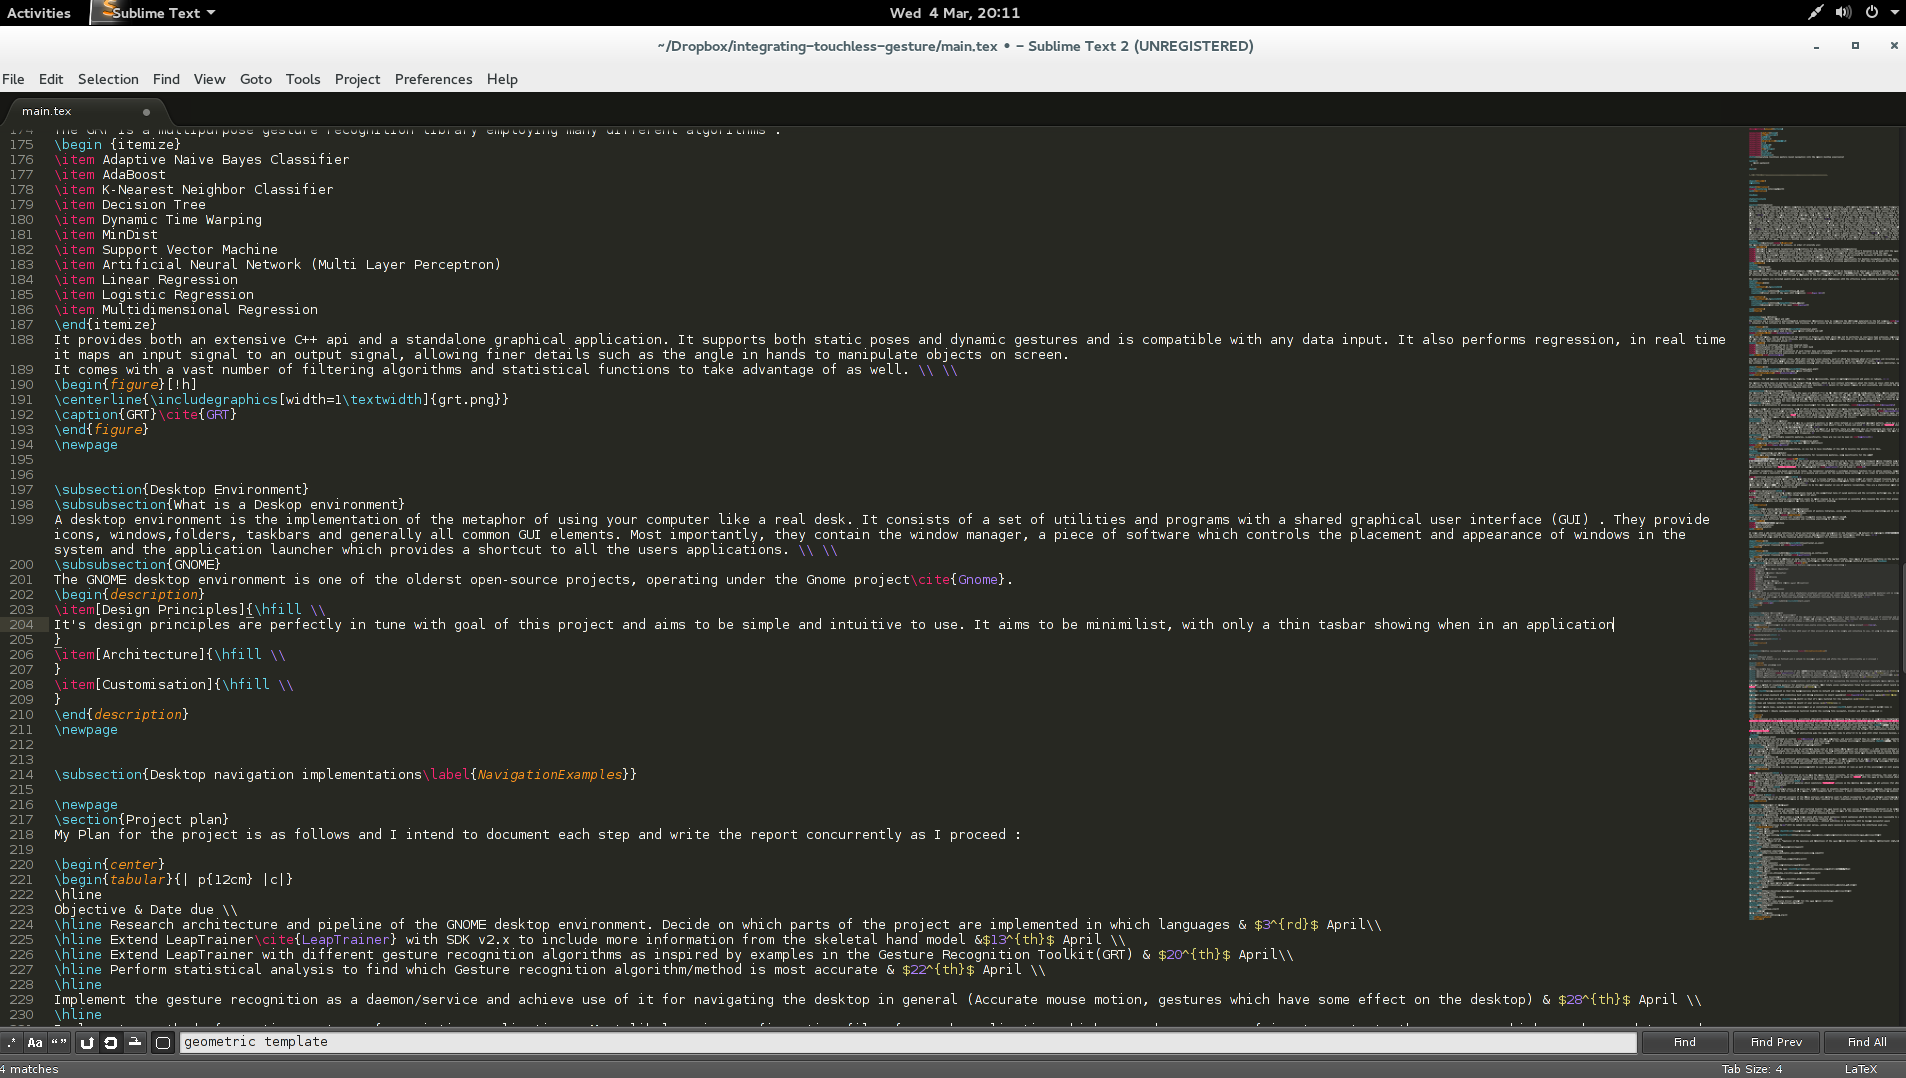 Activities Sublime Text Wed 4 Mar, 20:11
~/Dropbox/integrating-touchless-gesture/main.tex • – Sublime Text 2 (UNREGISTERED)
File Edit Selection Find View Goto Tools Project Preferences Help
main.tex
174 The GRT is a multipurpose gesture recognition library employing many different algorithms .
175 \begin {itemize}
176 \item Adaptive Naive Bayes Classifier
177 \item AdaBoost
178 \item K-Nearest Neighbor Classifier
179 \item Decision Tree
180 \item Dynamic Time Warping
181 \item MinDist
182 \item Support Vector Machine
183 \item Artificial Neural Network (Multi Layer Perceptron)
184 \item Linear Regression
185 \item Logistic Regression
186 \item Multidimensional Regression
187 \end{itemize}
188 It provides both an extensive C++ api and a standalone graphical application. It supports both static poses and dynamic gestures and is compatible with any data input. It also performs regression, in real time
it maps an input signal to an output signal, allowing finer details such as the angle in hands to manipulate objects on screen.
189 It comes with a vast number of filtering algorithms and statistical functions to take advantage of as well. \\ \\
190 \begin{figure}[!h]
191 \centerline{\includegraphics[width=1\textwidth]{grt.png}}
192 \caption{GRT}\cite{GRT}
193 \end{figure}
194 \newpage
195
196
197 \subsection{Desktop Environment}
198 \subsubsection{What is a Deskop environment}
199 A desktop environment is the implementation of the metaphor of using your computer like a real desk. It consists of a set of utilities and programs with a shared graphical user interface (GUI) . They provide
icons, windows,folders, taskbars and generally all common GUI elements. Most importantly, they contain the window manager, a piece of software which controls the placement and appearance of windows in the
system and the application launcher which provides a shortcut to all the users applications. \\ \\
200 \subsubsection{GNOME}
201 The GNOME desktop environment is one of the olderst open-source projects, operating under the Gnome project\cite{Gnome}.
202 \begin{description}
203 \item[Design Principles]{\hfill \\
204 It's design principles are perfectly in tune with goal of this project and aims to be simple and intuitive to use. It aims to be minimilist, with only a thin tasbar showing when in an application
205 }
206 \item[Architecture]{\hfill \\
207 }
208 \item[Customisation]{\hfill \\
209 }
210 \end{description}
211 \newpage
212
213
214 \subsection{Desktop navigation implementations\label{NavigationExamples}}
215
216 \newpage
217 \section{Project plan}
218 My Plan for the project is as follows and I intend to document each step and write the report concurrently as I proceed :
219
220 \begin{center}
221 \begin{tabular}{| p{12cm} |c|}
222 \hline
223 Objective & Date due \\
224 \hline Research architecture and pipeline of the GNOME desktop environment. Decide on which parts of the project are implemented in which languages & $3^{rd}$ April\\
225 \hline Extend LeapTrainer\cite{LeapTrainer} with SDK v2.x to include more information from the skeletal hand model &$13^{th}$ April \\
226 \hline Extend LeapTrainer with different gesture recognition algorithms as inspired by examples in the Gesture Recognition Toolkit(GRT) & $20^{th}$ April\\
227 \hline Perform statistical analysis to find which Gesture recognition algorithm/method is most accurate & $22^{th}$ April \\
228 \hline
229 Implement the gesture recognition as a daemon/service and achieve use of it for navigating the desktop in general (Accurate mouse motion, gestures which have some effect on the desktop) & $28^{th}$ April \\
230 \hline
.* Aa “ ” geometric template Find Find Prev Find All
4 matches Tab Size: 4 LaTeX